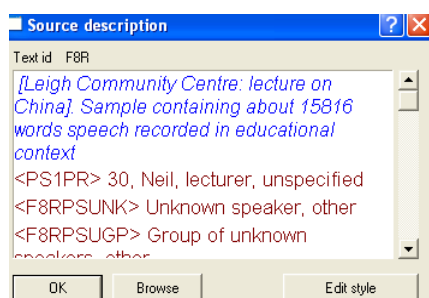 Source description
Text id F8R
[Leigh Community Centre: lecture on
China]. Sample containing about 15816
words speech recorded in educational
context
<PS1PR> 30, Neil, lecturer, unspecified
<F8RPSUNK> Unknown speaker, other
<F8RPSUGP> Group of unknown
speakers, other
OK Browse Edit style